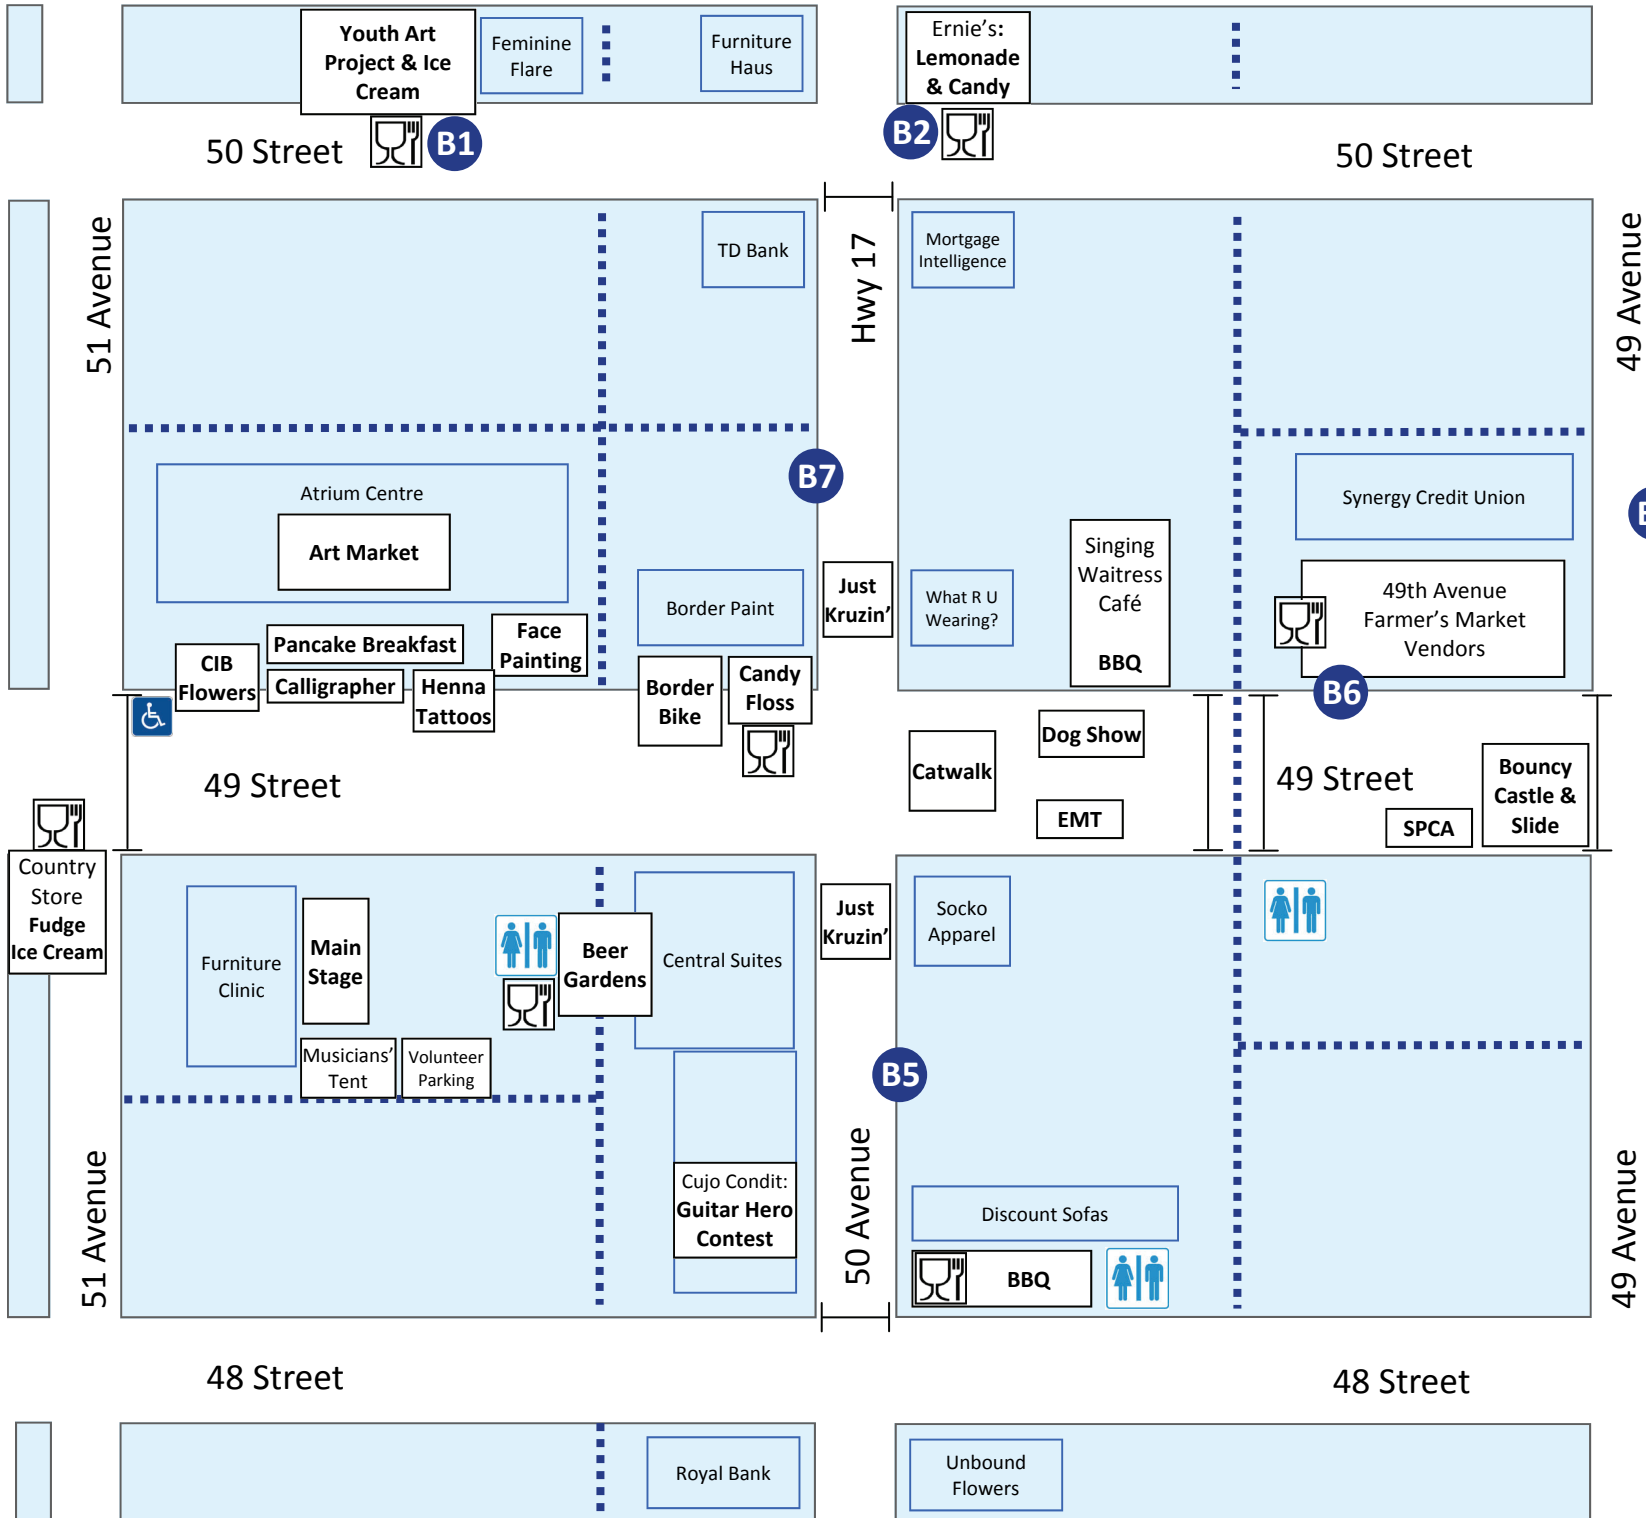 Youth Art
Project & Ice
Cream
Feminine
Flare
Furniture
Haus
Ernie's:
Lemonade
& Candy
50 Street
B1
B2
50 Street
51 Avenue
TD Bank
Hwy 17
Mortgage
Intelligence
49 Avenue
Atrium Centre
Art Market
B7
Synergy Credit Union
Border Paint
Just
Kruzin'
What R U
Wearing?
Singing
Waitress
Café
BBQ
49th Avenue
Farmer's Market
Vendors
CIB
Flowers
Pancake Breakfast
Calligrapher
Face
Painting
Henna
Tattoos
Border
Bike
Candy
Floss
B6
49 Street
Catwalk
Dog Show
EMT
49 Street
SPCA
Bouncy
Castle &
Slide
Country
Store
Fudge
Ice Cream
Furniture
Clinic
Main
Stage
Beer
Gardens
Central Suites
Just
Kruzin'
Socko
Apparel
Musicians'
Tent
Volunteer
Parking
B5
51 Avenue
Cujo Condit:
Guitar Hero
Contest
50 Avenue
Discount Sofas
BBQ
49 Avenue
48 Street
48 Street
Royal Bank
Unbound
Flowers